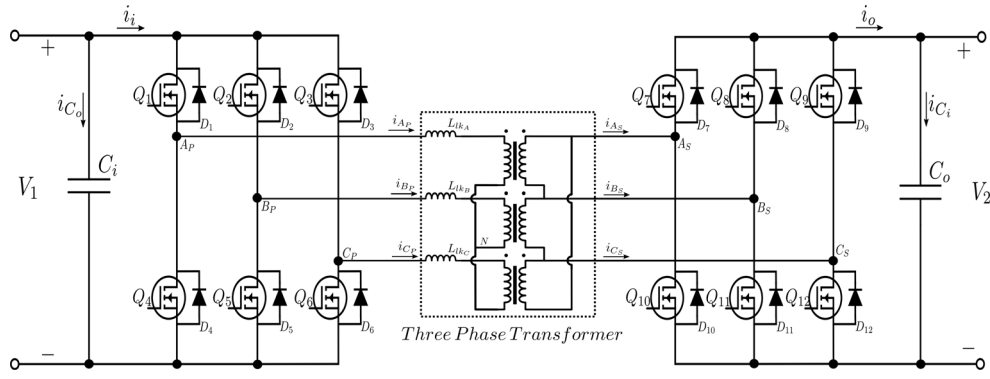 i_i
i_o
+
+
Q_1
Q_2
Q_3
Q_7
Q_8
Q_9
i_{C_o}
i_{C_i}
D_1
D_2
D_3
D_7
D_8
D_9
i_{A_P}
L_{lk_A}
i_{A_S}
A_P
A_S
C_i
C_o
V_1
V_2
i_{B_P}
L_{lk_B}
i_{B_S}
B_P
B_S
i_{C_P}
L_{lk_C}
N
i_{C_S}
C_P
C_S
Q_4
Q_5
Q_6
Q_{10}
Q_{11}
Q_{12}
D_4
D_5
D_6
D_{10}
D_{11}
D_{12}
Three Phase Transformer
−
−